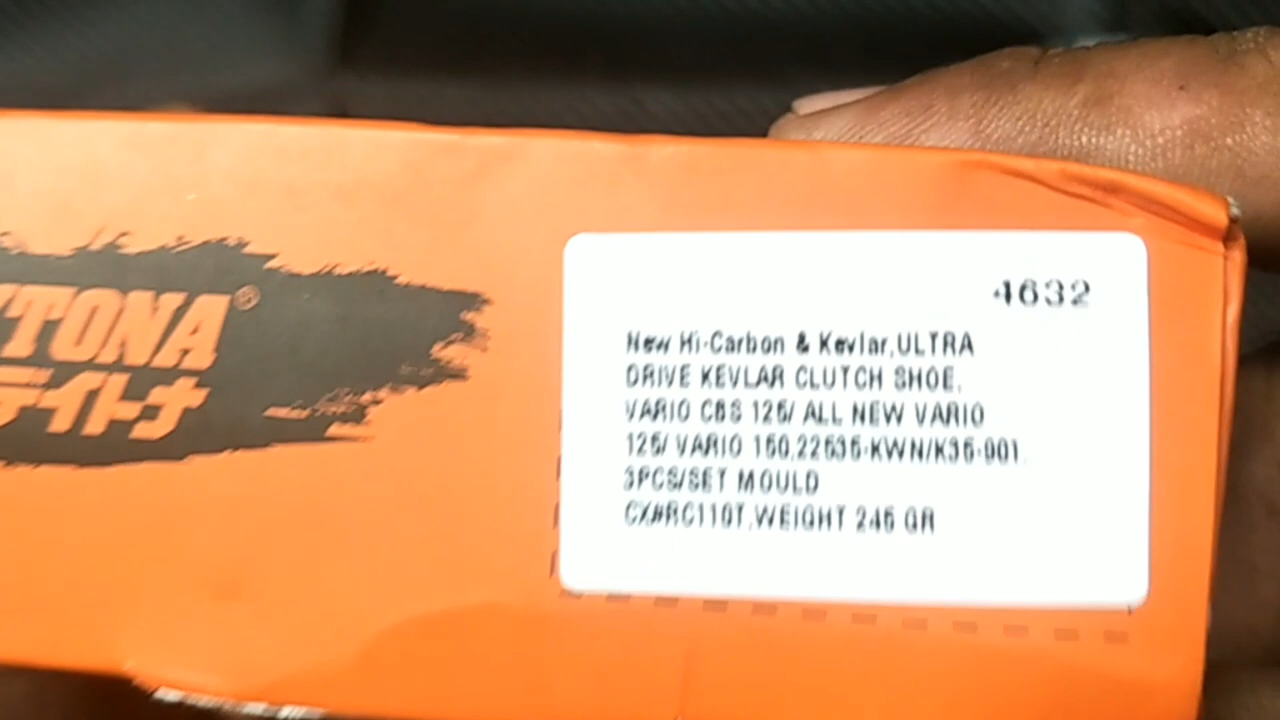 YTONA®
デイトナ
4632
New Hi-Carbon & Kevlar,ULTRA
DRIVE KEVLAR CLUTCH SHOE.
VARIO CBS 125/ ALL NEW VARIO
125/ VARIO 150,22535-KWN/K35-901.
3PCS/SET MOULD
CX#RC110T,WEIGHT 245 GR